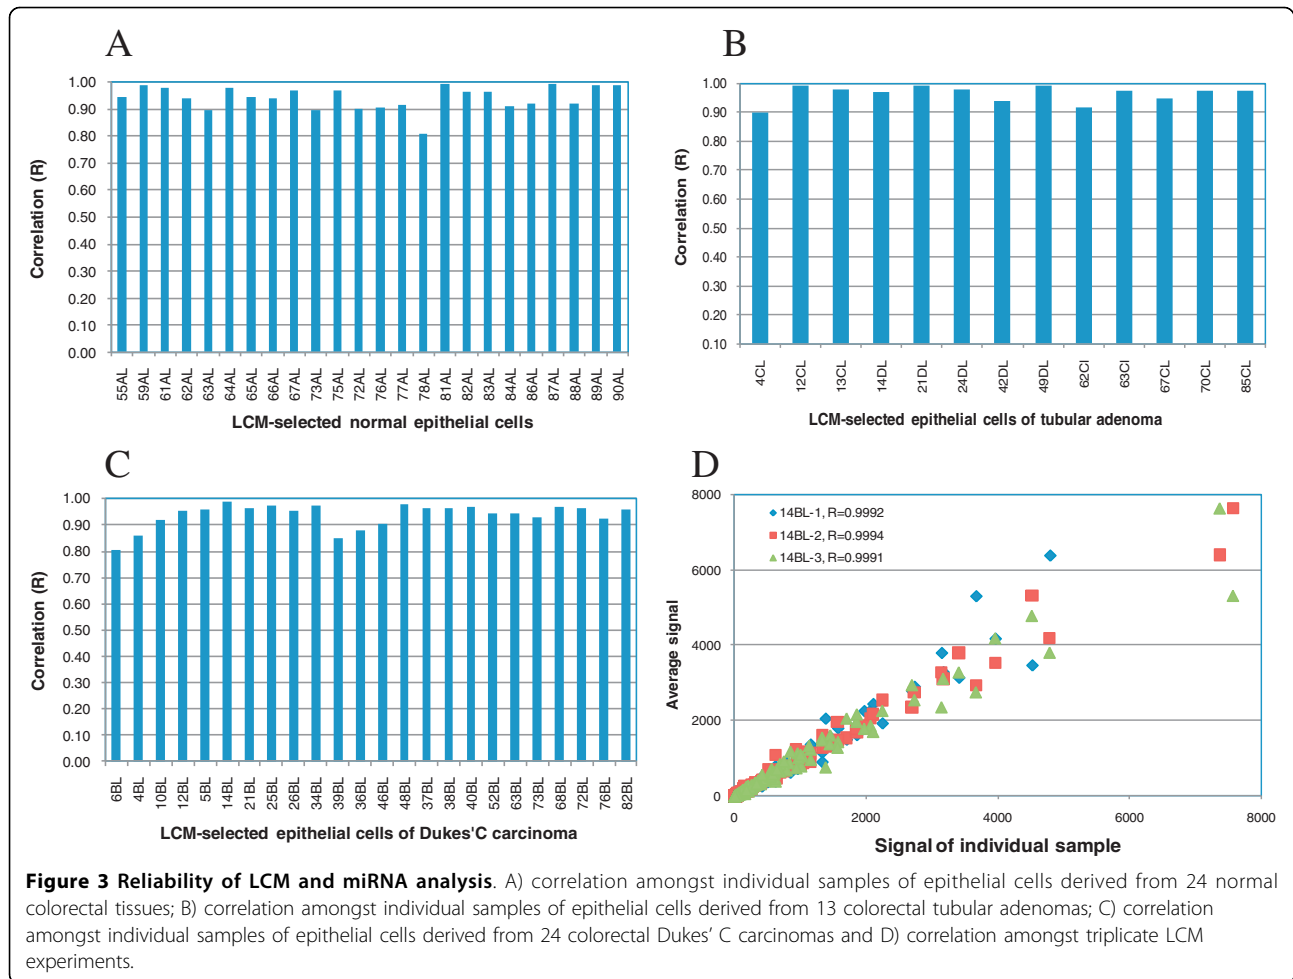 A
1.00
0.90
0.80
0.70
0.60
0.50
0.40
0.30
0.20
0.10
0.00
Correlation (R)
55AL
59AL
61AL
62AL
63AL
64AL
65AL
66AL
67AL
73AL
75AL
72AL
76AL
77AL
78AL
81AL
82AL
83AL
84AL
86AL
87AL
88AL
89AL
90AL
LCM-selected normal epithelial cells
B
1.00
0.90
0.80
0.70
0.60
0.50
0.40
0.30
0.20
0.10
Correlation (R)
4CL
12CL
13CL
14DL
21DL
24DL
42DL
49DL
62Cl
63Cl
67CL
70CL
85CL
LCM-selected epithelial cells of tubular adenoma
C
1.00
0.90
0.80
0.70
0.60
0.50
0.40
0.30
0.20
0.10
0.00
Correlation (R)
6BL
4BL
10BL
12BL
5BL
14BL
21BL
25BL
26BL
34BL
39BL
36BL
46BL
48BL
37BL
38BL
40BL
52BL
63BL
73BL
68BL
72BL
76BL
82BL
LCM-selected epithelial cells of Dukes'C carcinoma
D
8000
6000
4000
2000
0
Average signal
14BL-1, R=0.9992
14BL-2, R=0.9994
14BL-3, R=0.9991
0
2000
4000
6000
8000
Signal of individual sample
Figure 3 Reliability of LCM and miRNA analysis. A) correlation amongst individual samples of epithelial cells derived from 24 normal
colorectal tissues; B) correlation amongst individual samples of epithelial cells derived from 13 colorectal tubular adenomas; C) correlation
amongst individual samples of epithelial cells derived from 24 colorectal Dukes' C carcinomas and D) correlation amongst triplicate LCM
experiments.